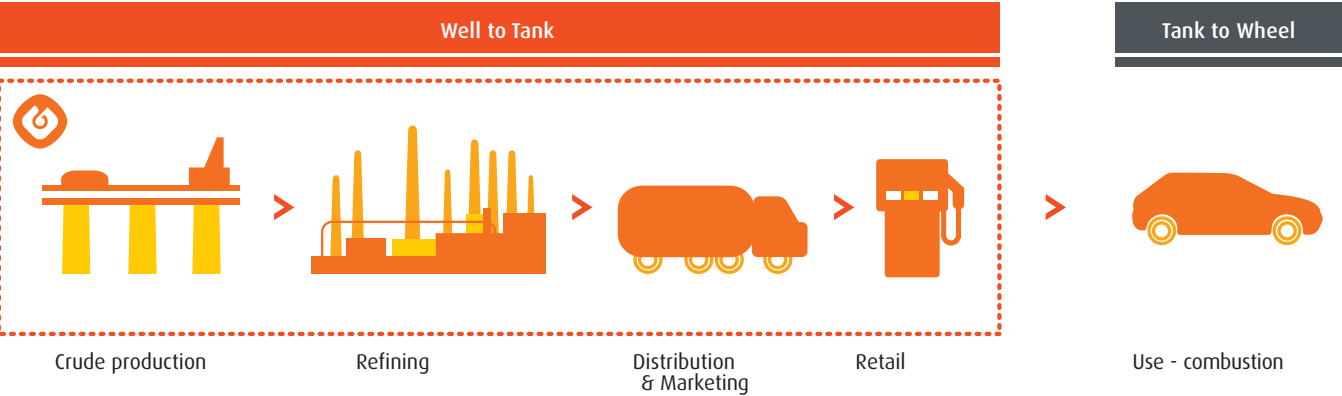 Well to Tank
Tank to Wheel
Crude production
Refining
Distribution
& Marketing
Retail
Use - combustion